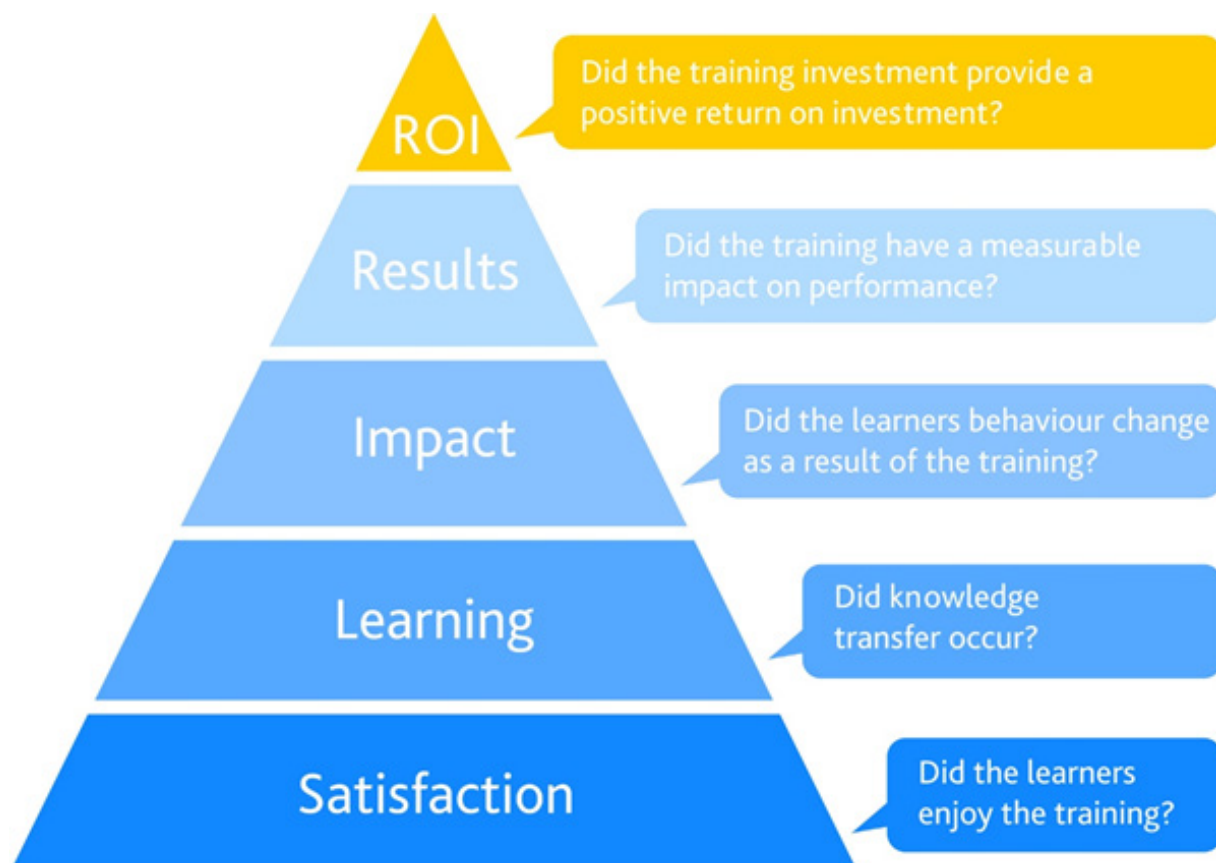 ROI
Did the training investment provide a
positive return on investment?
Results
Did the training have a measurable
impact on performance?
Impact
Did the learners behaviour change
as a result of the training?
Learning
Did knowledge
transfer occur?
Satisfaction
Did the learners
enjoy the training?